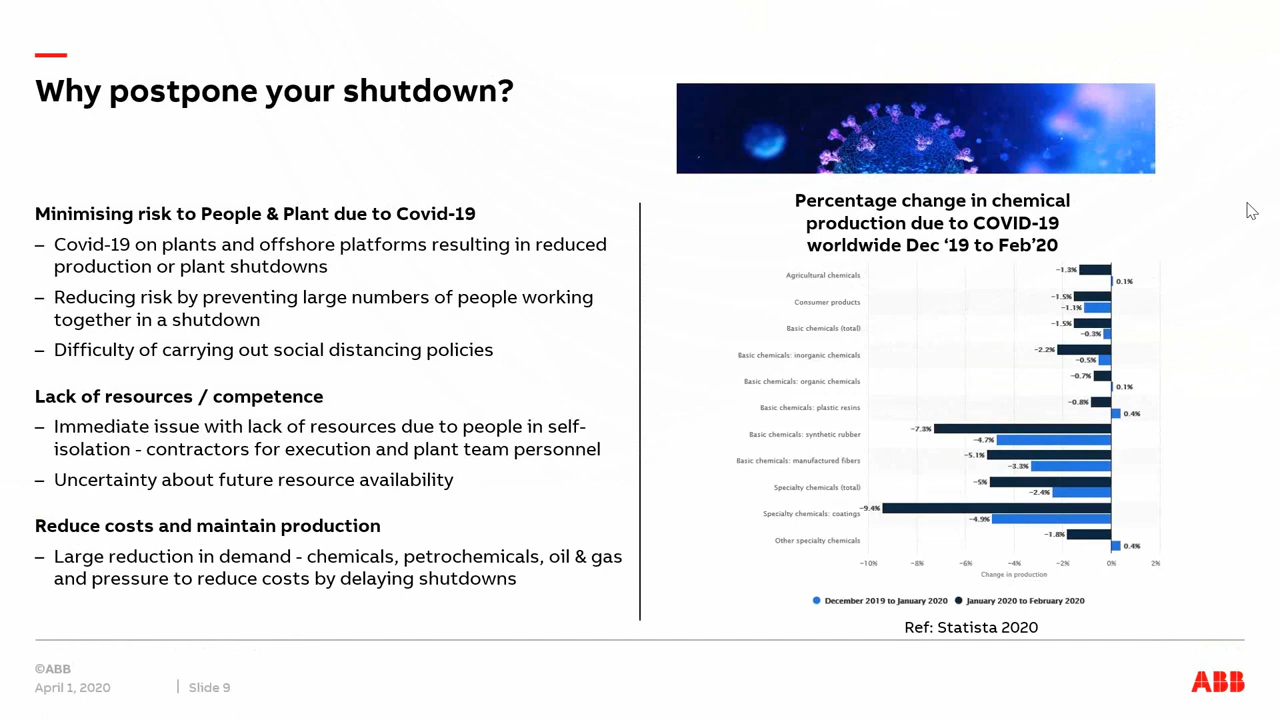 Why postpone your shutdown?
Minimising risk to People & Plant due to Covid-19
– Covid-19 on plants and offshore platforms resulting in reduced
production or plant shutdowns
– Reducing risk by preventing large numbers of people working
together in a shutdown
– Difficulty of carrying out social distancing policies
Lack of resources / competence
– Immediate issue with lack of resources due to people in self-
isolation - contractors for execution and plant team personnel
– Uncertainty about future resource availability
Reduce costs and maintain production
– Large reduction in demand - chemicals, petrochemicals, oil & gas
and pressure to reduce costs by delaying shutdowns
Percentage change in chemical
production due to COVID-19
worldwide Dec ‘19 to Feb’20
Agricultural chemicals
−1.3%
0.1%
Consumer products
−1.5%
−1.1%
Basic chemicals (total)
−1.5%
−0.3%
Basic chemicals: inorganic chemicals
−2.2%
−0.5%
Basic chemicals: organic chemicals
−0.7%
0.1%
Basic chemicals: plastic resins
−0.8%
0.4%
Basic chemicals: synthetic rubber
−7.3%
−4.7%
Basic chemicals: manufactured fibers
−5.1%
−3.3%
Specialty chemicals (total)
−5%
−2.4%
Specialty chemicals: coatings
−9.4%
−4.9%
Other specialty chemicals
−1.8%
0.4%
−10% −8% −6% −4% −2% 0% 2%
Change in production
December 2019 to January 2020 January 2020 to February 2020
Ref: Statista 2020
©ABB
April 1, 2020 Slide 9
ABB